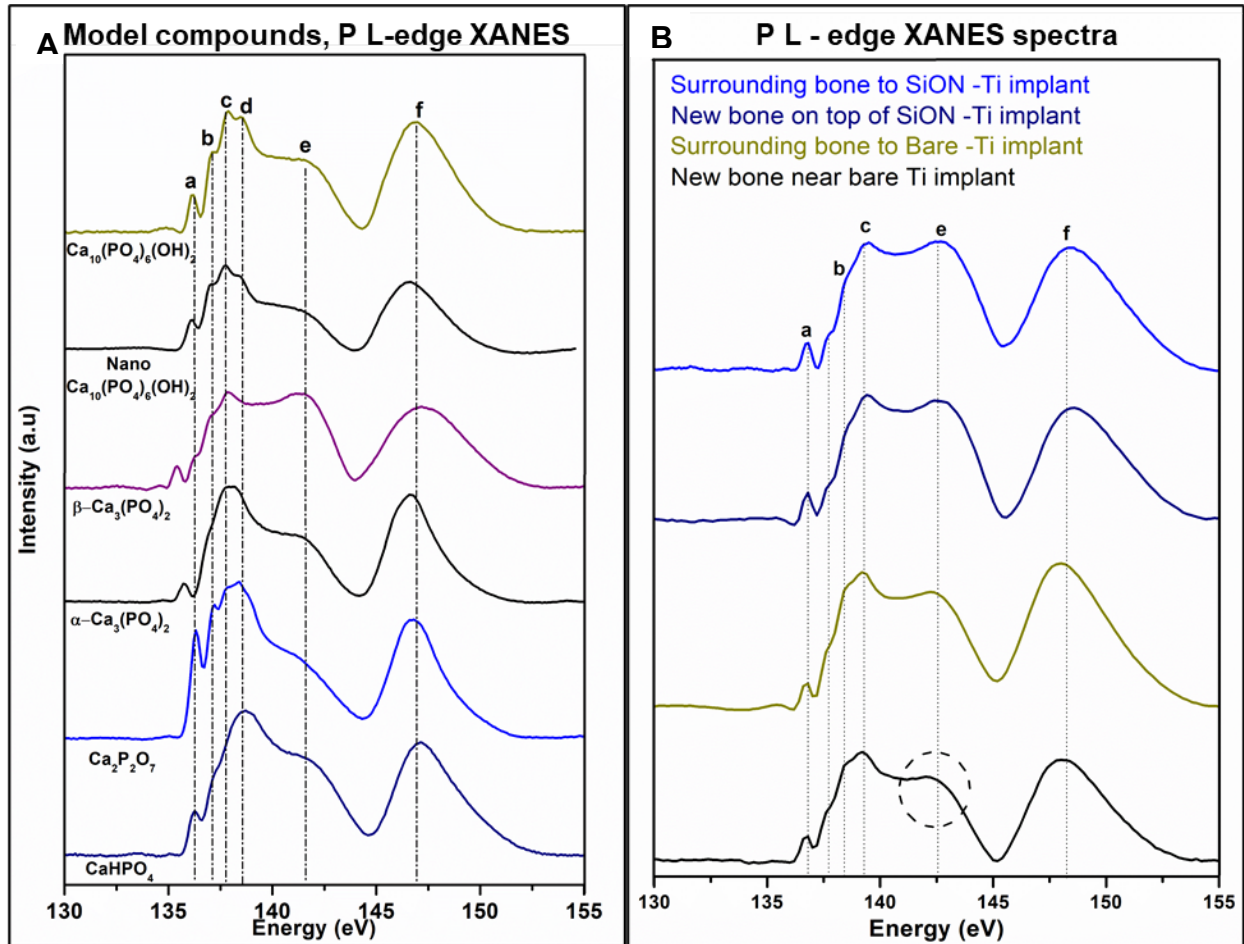 A Model compounds, P L-edge XANES
a
b
c
d
e
f
Ca10(PO4)6(OH)2
Nano
Ca10(PO4)6(OH)2
β–Ca3(PO4)2
α–Ca3(PO4)2
Ca2P2O7
CaHPO4
Intensity (a.u)
130 135 140 145 150 155
Energy (eV)
B P L - edge XANES spectra
Surrounding bone to SiON -Ti implant
New bone on top of SiON -Ti implant
Surrounding bone to Bare -Ti implant
New bone near bare Ti implant
a
b
c
e
f
130 135 140 145 150 155
Energy (eV)